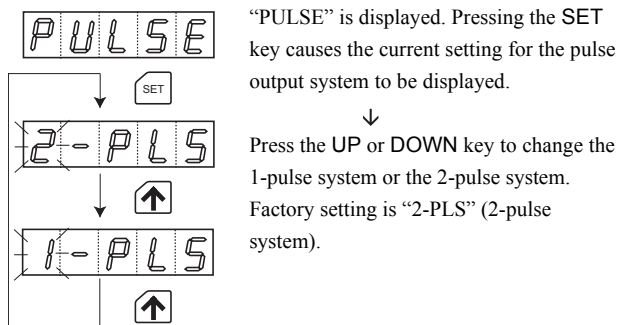 PULSE
SET
2-PLS
1-PLS
“PULSE” is displayed. Pressing the SET
key causes the current setting for the pulse
output system to be displayed.
↓
Press the UP or DOWN key to change the
1-pulse system or the 2-pulse system.
Factory setting is “2-PLS” (2-pulse
system).